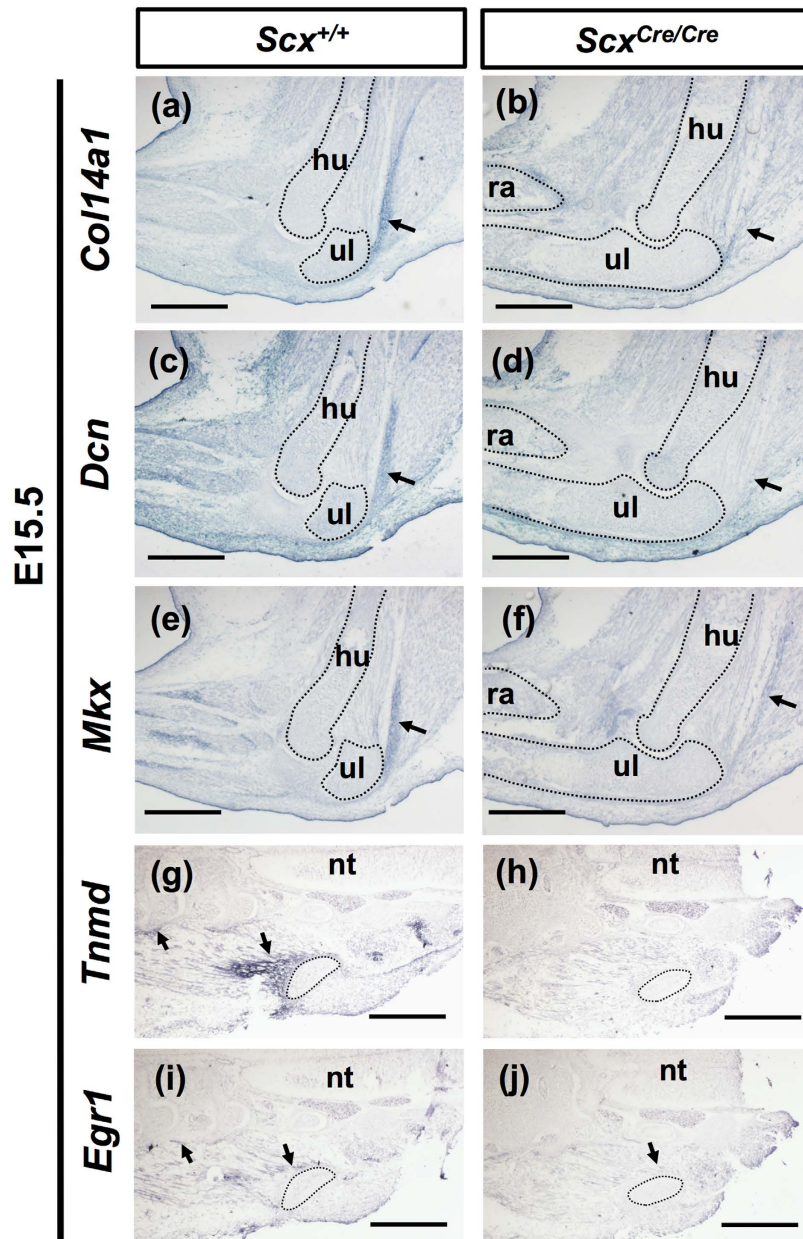 Scx+/+ ScxCre/Cre
E15.5
Col14a1
(a) hu ul
(b) hu ra ul
Dcn
(c) hu ul
(d) hu ra ul
Mkx
(e) hu ul
(f) hu ra ul
Tnmd
(g) nt
(h) nt
Egr1
(i) nt
(j) nt